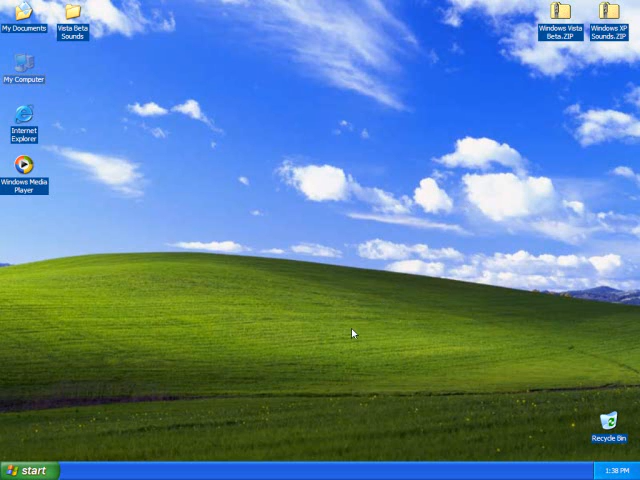 My Documents
Vista Beta
Sounds
Windows Vista
Beta.ZIP
Windows XP
Sounds.ZIP
My Computer
Internet
Explorer
Windows Media
Player
Recycle Bin
start
1:38 PM